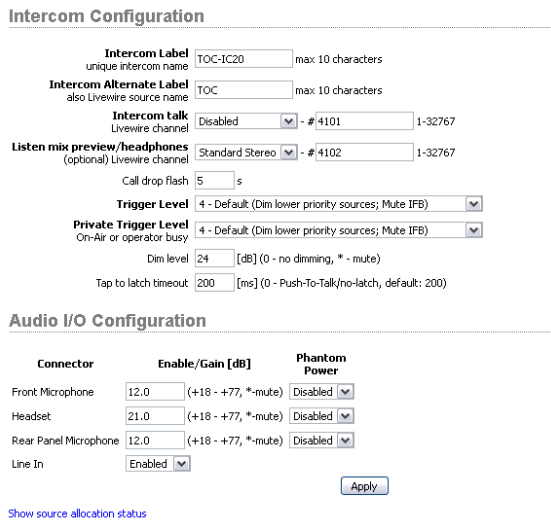 Intercom Configuration
Intercom Label TOC-IC20 max 10 characters
unique intercom name
Intercom Alternate Label TOC max 10 characters
also Livewire source name
Intercom talk Disabled - # 4101 1-32767
Livewire channel
Listen mix preview/headphones Standard Stereo - # 4102 1-32767
(optional) Livewire channel
Call drop flash 5 s
Trigger Level 4 - Default (Dim lower priority sources; Mute IFB)
Private Trigger Level 4 - Default (Dim lower priority sources; Mute IFB)
On-Air or operator busy
Dim level 24 [dB] (0 - no dimming, * - mute)
Tap to latch timeout 200 [ms] (0 - Push-To-Talk/no-latch, default: 200)
Audio I/O Configuration
Connector Enable/Gain [dB] Phantom Power
Front Microphone 12.0 (+18 - +77, *-mute) Disabled
Headset 21.0 (+18 - +77, *-mute) Disabled
Rear Panel Microphone 12.0 (+18 - +77, *-mute) Disabled
Line In Enabled
Apply
Show source allocation status